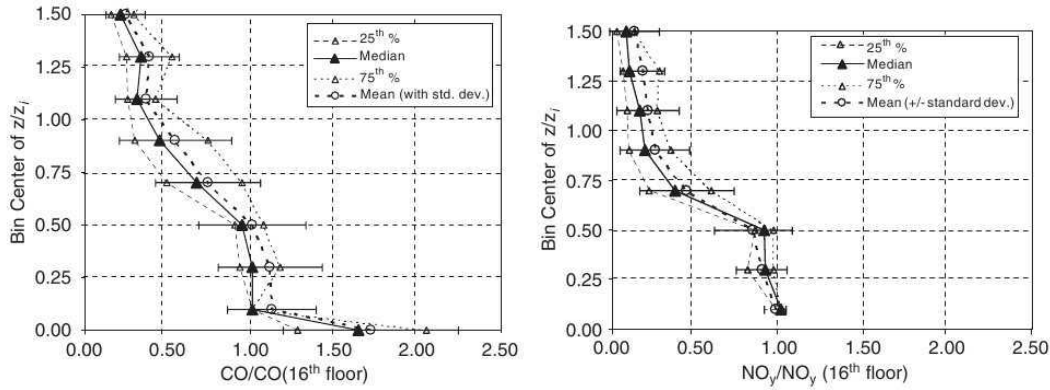 1.50
1.25
1.00
0.75
0.50
0.25
0.00
Bin Center of z/zi
25th %
Median
75th %
Mean (with std. dev.)
0.00 0.50 1.00 1.50 2.00 2.50
CO/CO(16th floor)
1.50
1.25
1.00
0.75
0.50
0.25
0.00
Bin Center of z/zi
25th %
Median
75th %
Mean (+/- standard dev.)
0.00 0.50 1.00 1.50 2.00 2.50
NOy/NOy (16th floor)